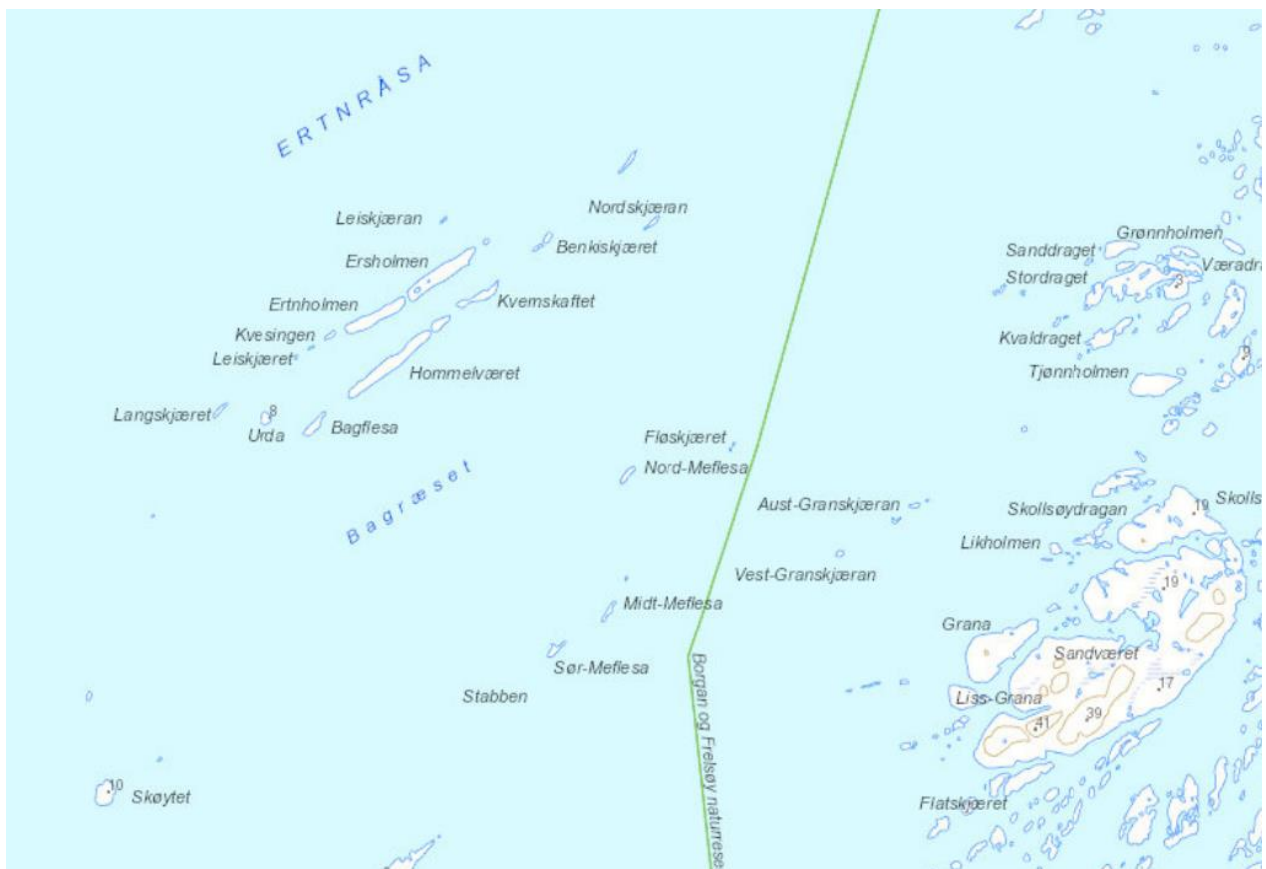 ERTNRÅSA
Nordskjæran
Leiskjæran
Benkiskjæret
Grønnholmen
Sanddraget
Ersholmen
Væradr
Stordraget
3
Ertnholmen
Kvernskaftet
Kvesingen
Kvaldraget
Leiskjæret
9
Hommelværet
Tjønnholmen
Langskjæret
8
Urda
Bagflesa
Fløskjæret
Nord-Meflesa
Bagræset
Aust-Granskjæran
Skolls
19
Skollsøydragan
Likholmen
Vest-Granskjæran
19
Midt-Meflesa
Grana
Sandværet
Sør-Meflesa
17
Stabben
Liss-Grana
39
41
Borgan og Frelsøy naturrese
10
Skøytet
Flatskjæret